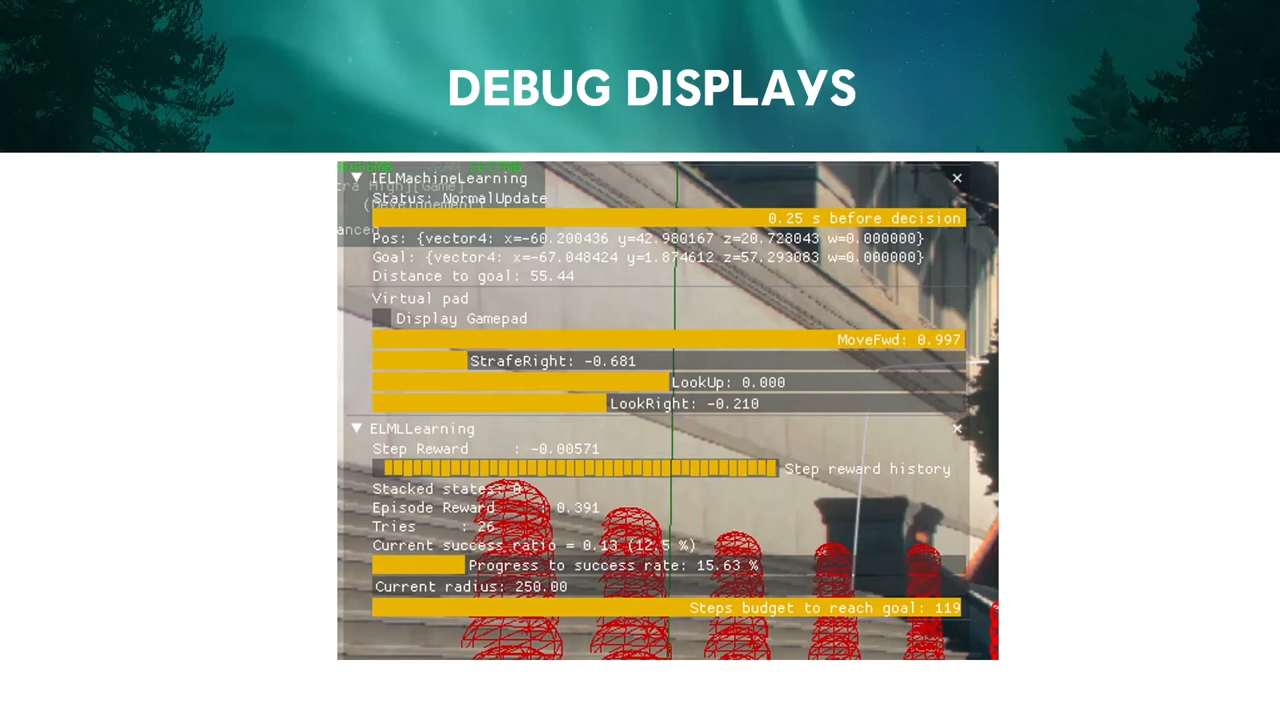 DEBUG DISPLAYS
IELMachineLearning
Status: NormalUpdate
0.25 s before decision
Pos: {vector4: x=-60.200436 y=42.980167 z=20.728043 w=0.000000}
Goal: {vector4: x=-67.048424 y=1.874612 z=57.293083 w=0.000000}
Distance to goal: 55.44
Virtual pad
Display Gamepad
MoveFwd: 0.997
StrafeRight: -0.681
LookUp: 0.000
LookRight: -0.210
ELMLLearning
Step Reward : -0.00571
Step reward history
Stacked states:
Episode Reward : 0.391
Tries : 26
Current success ratio = 0.13 (12.5 %)
Progress to success rate: 15.63 %
Current radius: 250.00
Steps budget to reach goal: 119